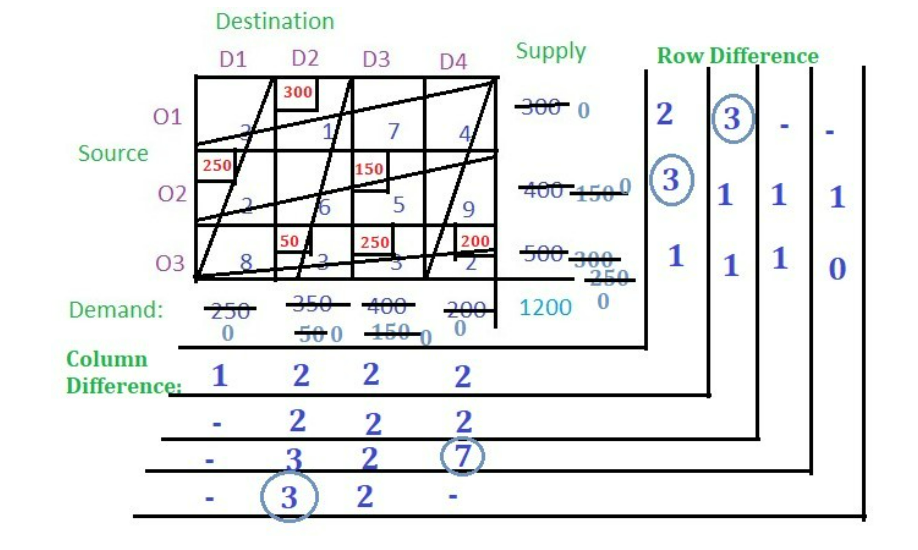 Destination
D1 D2 D3 D4 Supply Row Difference
300
O1 3 1 7 4 300 0 2 3 - -
Source
250 150
O2 2 6 5 9 400 150 0 3 1 1 1
50 250 200
O3 8 3 3 2 500 300 1 1 1 0
250
Demand: 250 350 400 200 1200 0
0 50 0 150 0 0
Column
Difference: 1 2 2 2
- 2 2 2
- 3 2 7
- 3 2 -